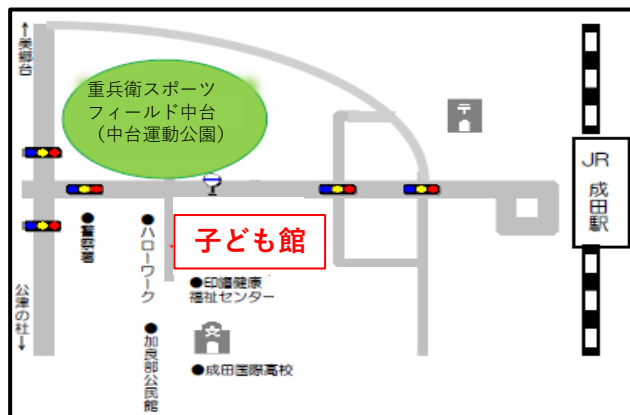 ↑美郷台
重兵衛スポーツ
フィールド中台
（中台運動公園）
〒
JR
成田駅
子ども館
●警察署
●ハローワーク
●印旛健康
福祉センター
公津の杜↓
●加良部公民館
文
●成田国際高校